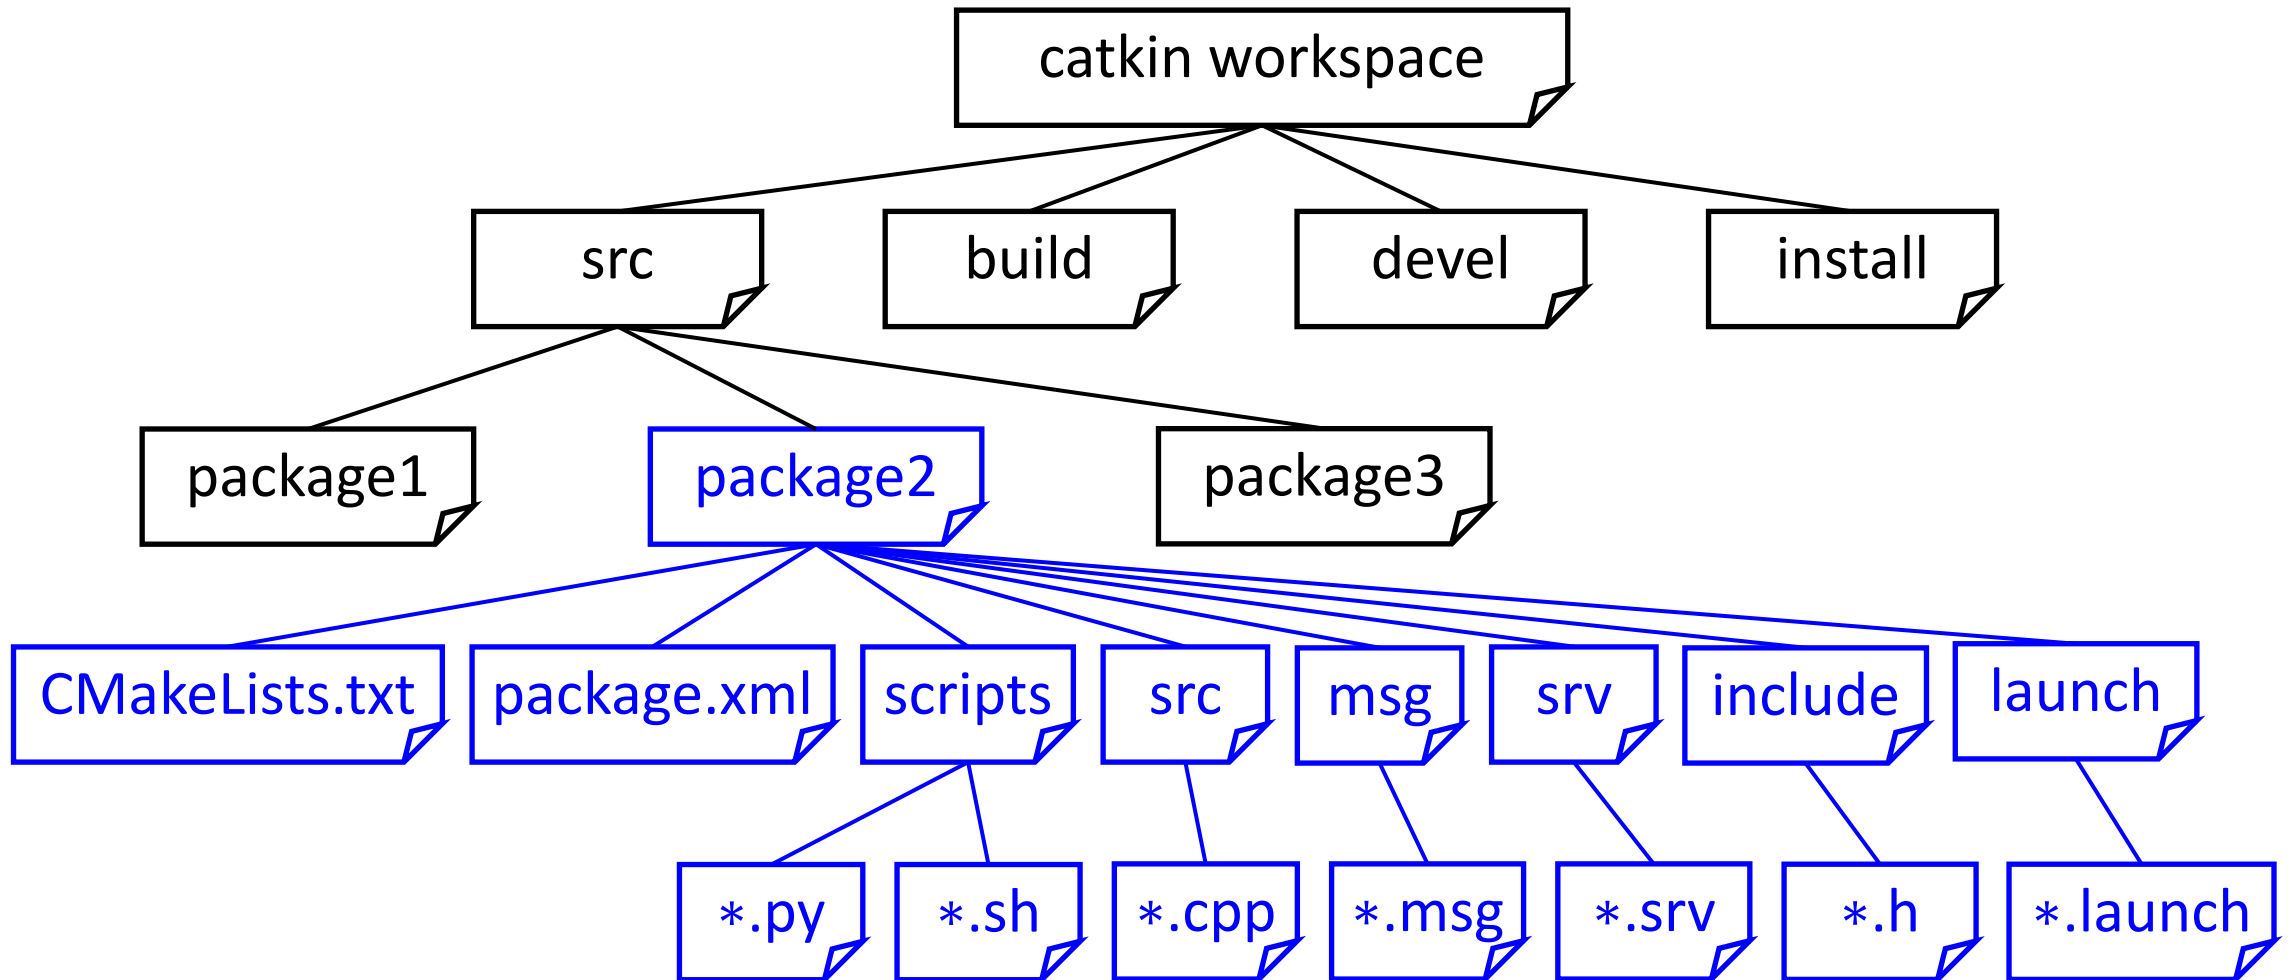 catkin workspace
src
build
devel
install
package1
package2
package3
CMakeLists.txt
package.xml
scripts
src
msg
srv
include
launch
*.py
*.sh
*.cpp
*.msg
*.srv
*.h
*.launch